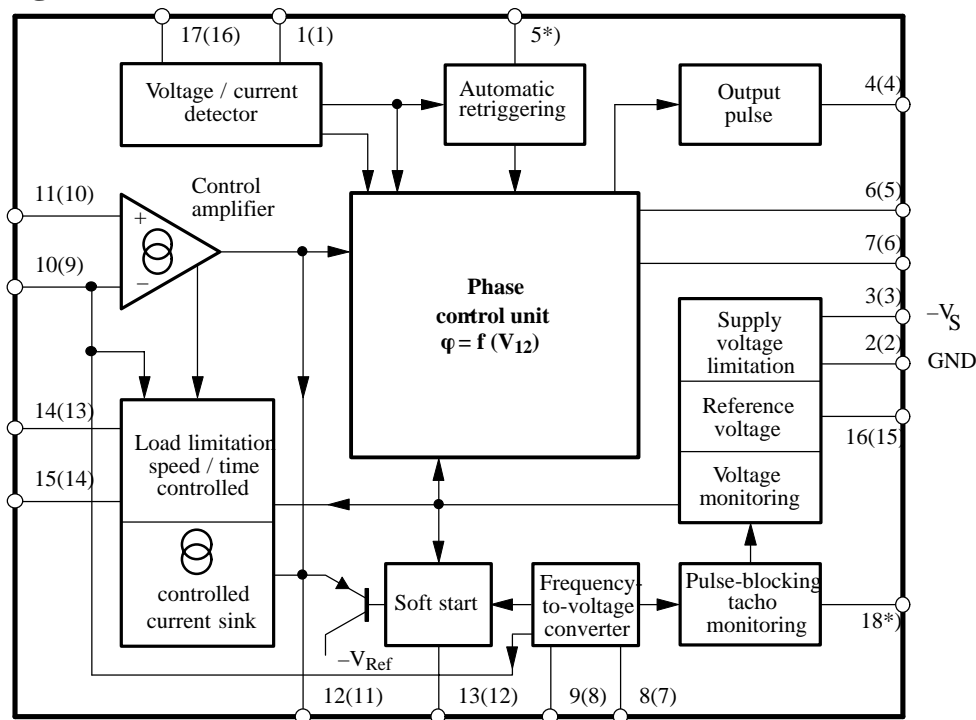 17(16)
1(1)
5*)
Voltage / current
detector
Automatic
retriggering
Output
pulse
4(4)
11(10)
Control
amplifier
+
−
10(9)
6(5)
7(6)
Phase
control unit
φ = f (V12)
3(3)
–VS
2(2)
GND
Supply
voltage
limitation
Reference
voltage
16(15)
Voltage
monitoring
14(13)
15(14)
Load limitation
speed / time
controlled
controlled
current sink
Soft start
Frequency-
to-voltage
converter
Pulse-blocking
tacho
monitoring
18*)
–VRef
12(11)
13(12)
9(8)
8(7)